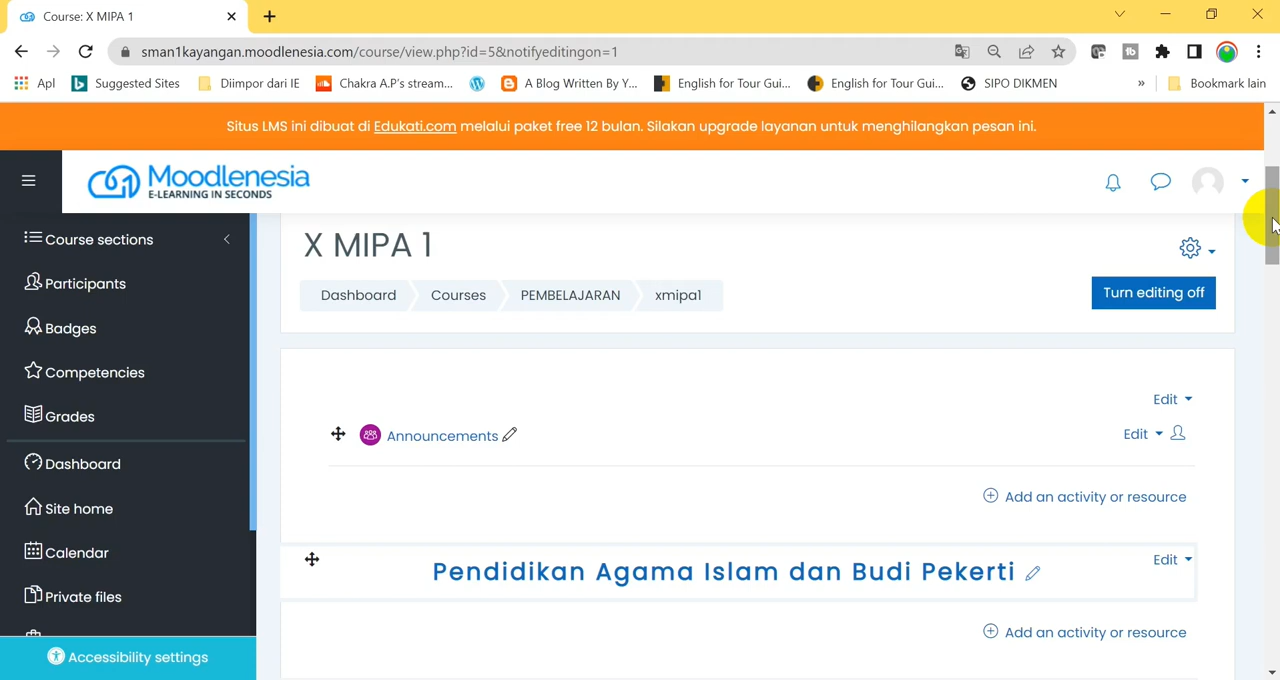 Course: X MIPA 1
sman1kayangan.moodlenesia.com/course/view.php?id=5&notifyeditingon=1
Apl
Suggested Sites
Diimpor dari IE
Chakra A.P's stream...
A Blog Written By Y...
English for Tour Gui...
English for Tour Gui...
SIPO DIKMEN
»
Bookmark lain
Situs LMS ini dibuat di Edukati.com melalui paket free 12 bulan. Silakan upgrade layanan untuk menghilangkan pesan ini.
Moodlenesia
E-LEARNING IN SECONDS
Course sections
Participants
Badges
Competencies
Grades
Dashboard
Site home
Calendar
Private files
Accessibility settings
X MIPA 1
Dashboard
Courses
PEMBELAJARAN
xmipa1
Turn editing off
Edit
Announcements
Edit
Add an activity or resource
Pendidikan Agama Islam dan Budi Pekerti
Edit
Add an activity or resource